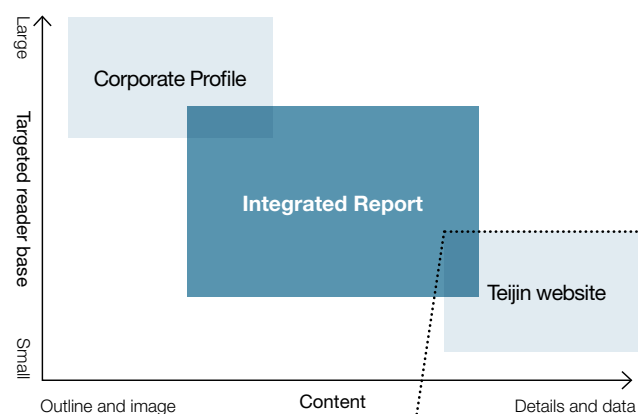 Large
Corporate Profile
Targeted reader base
Integrated Report
Teijin website
Small
Outline and image
Content
Details and data